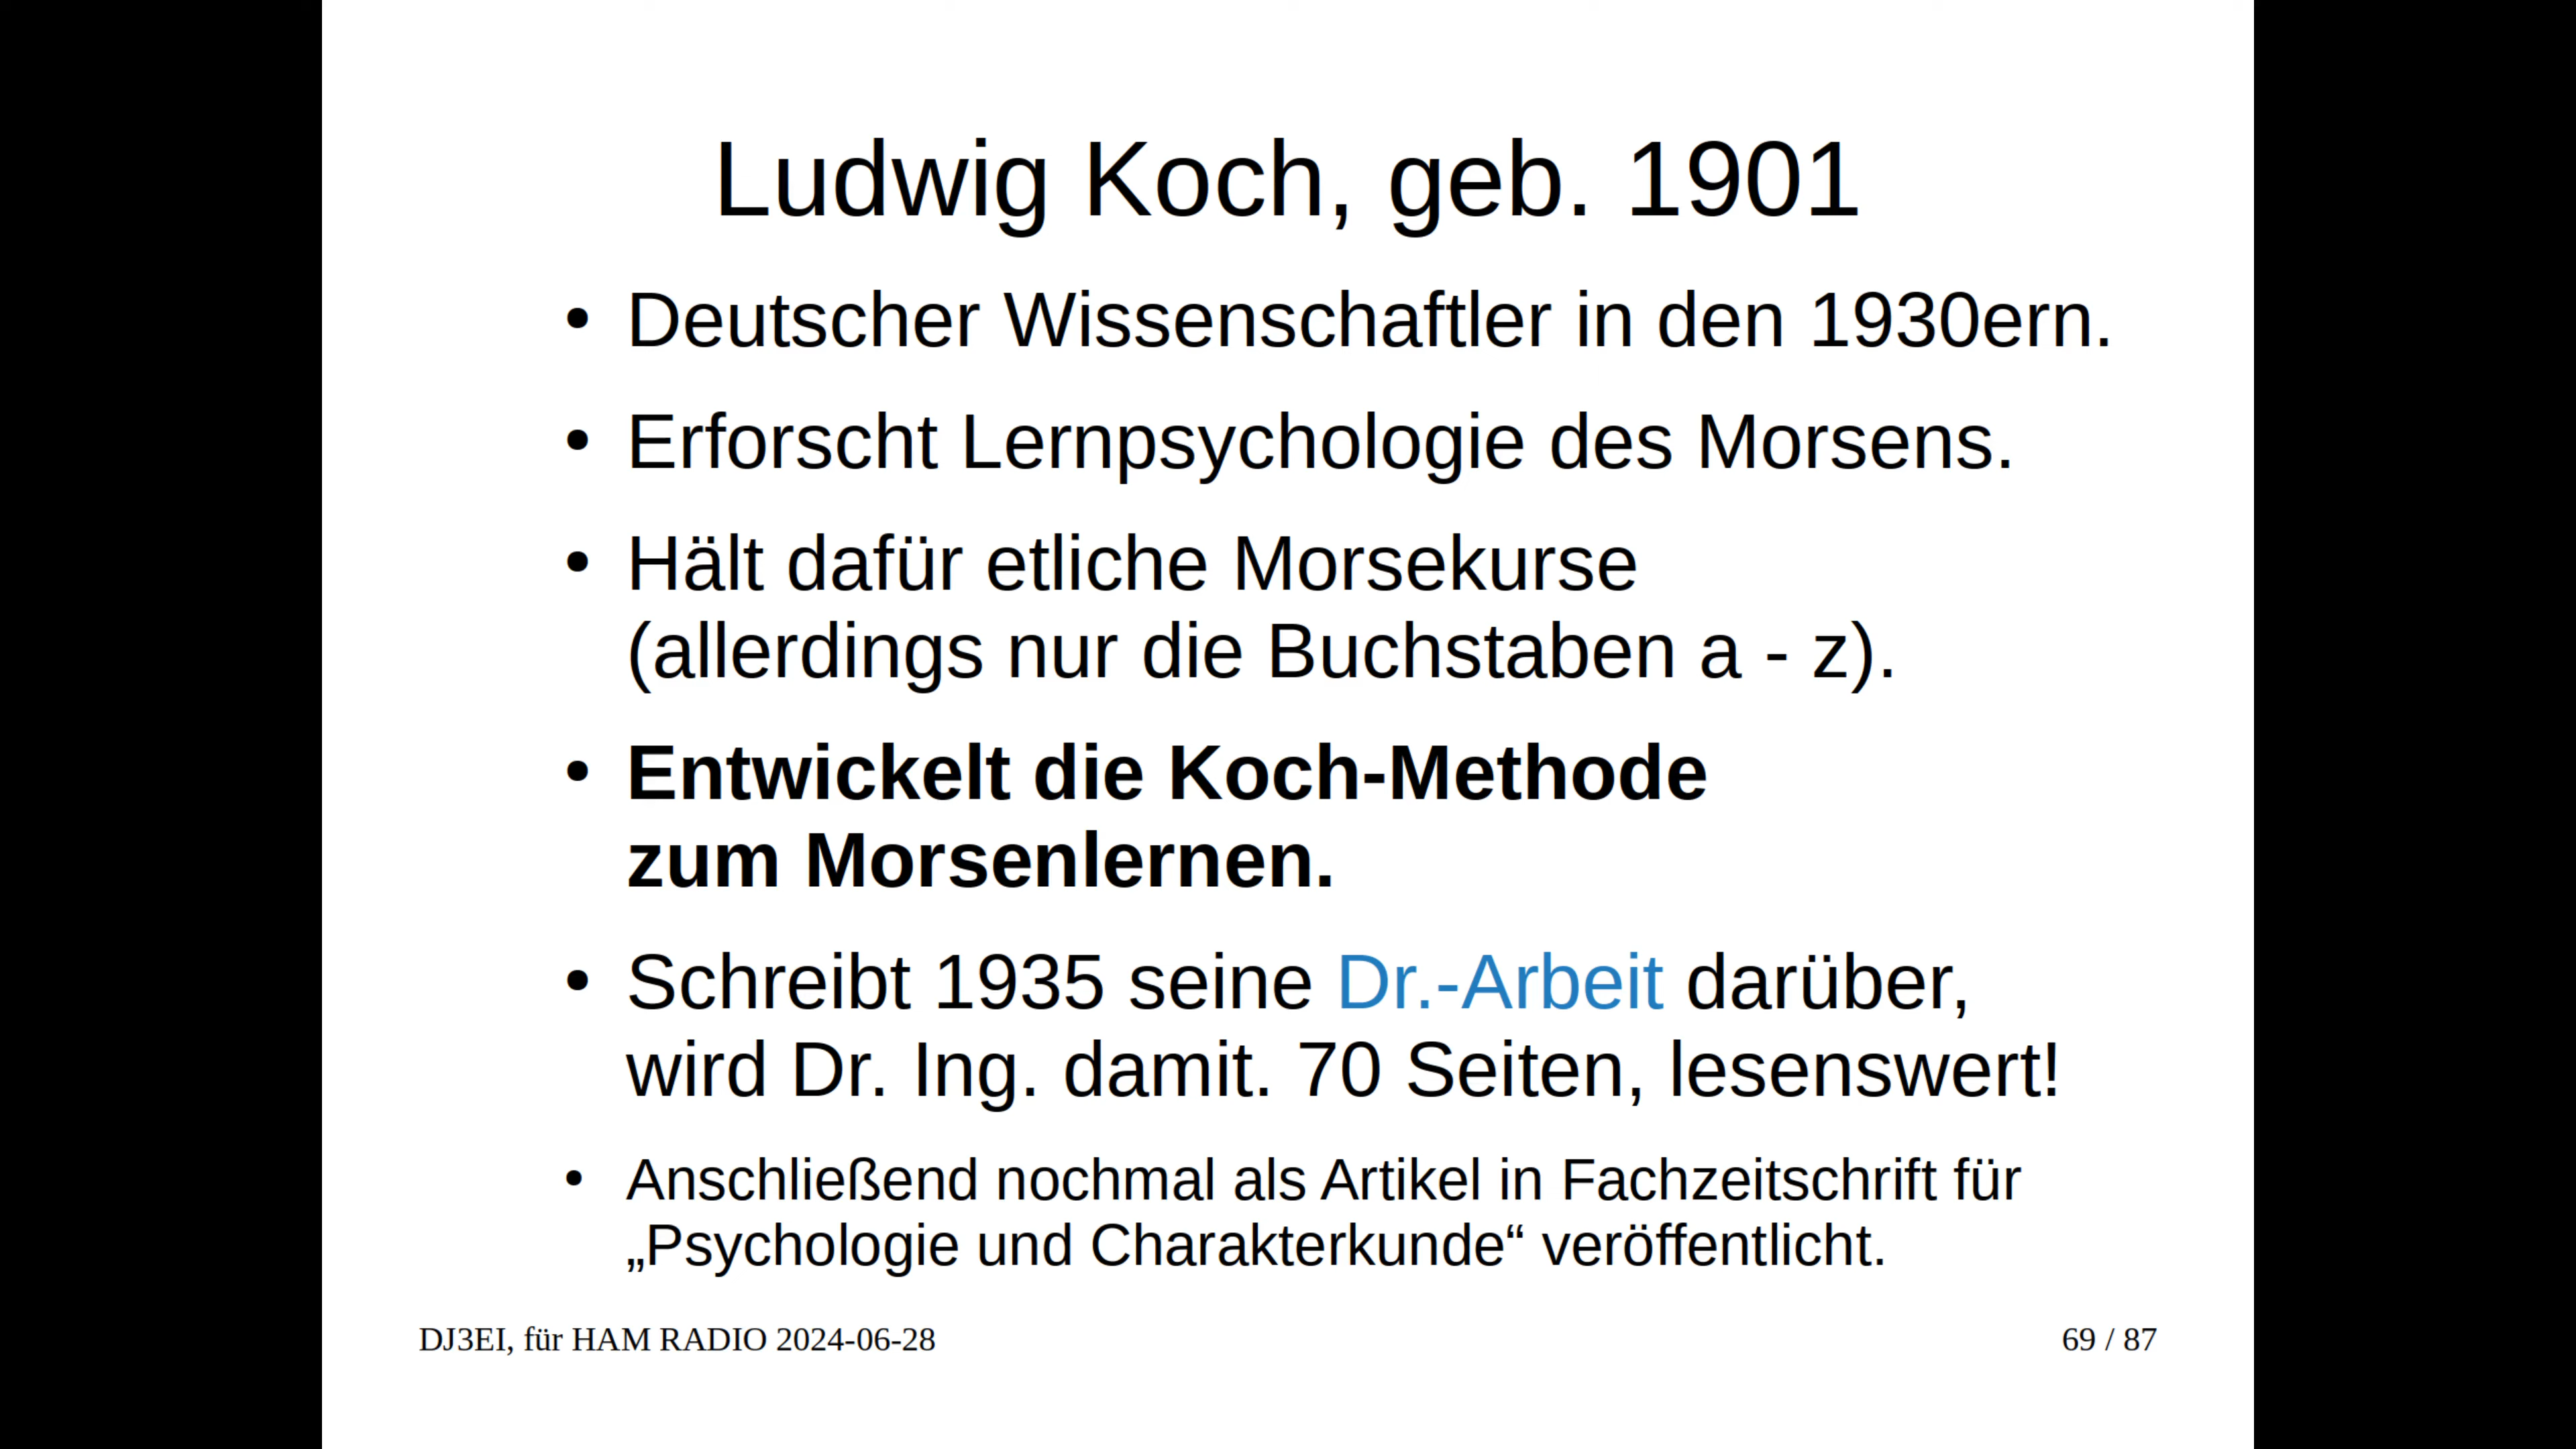 Ludwig Koch, geb. 1901
• Deutscher Wissenschaftler in den 1930ern.
• Erforscht Lernpsychologie des Morsens.
• Hält dafür etliche Morsekurse
(allerdings nur die Buchstaben a - z).
• Entwickelt die Koch-Methode
zum Morsenlernen.
• Schreibt 1935 seine Dr.-Arbeit darüber,
wird Dr. Ing. damit. 70 Seiten, lesenswert!
• Anschließend nochmal als Artikel in Fachzeitschrift für
„Psychologie und Charakterkunde“ veröffentlicht.
DJ3EI, für HAM RADIO 2024-06-28
69 / 87